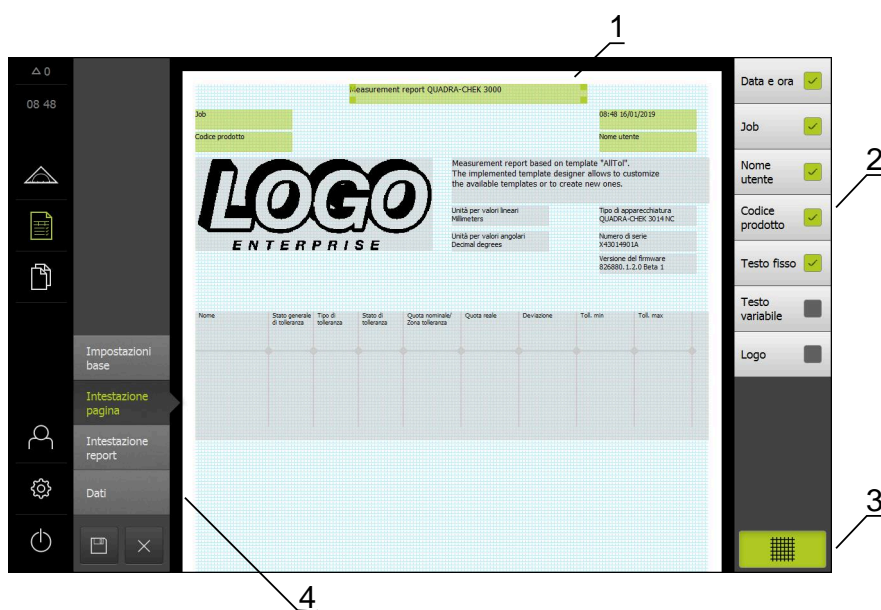 1
△ 0
08 48
Measurement report QUADRA-CHEK 3000
Job
08:48 16/01/2019
Codice prodotto
Nome utente
LOGO
ENTERPRISE
Measurement report based on template "AllTol".
The implemented template designer allows to customize
the available templates or to create new ones.
Unità per valori lineari
Millimeters
Tipo di apparecchiatura
QUADRA-CHEK 3014 NC
Unità per valori angolari
Decimal degrees
Numero di serie
X43014901A
Versione del firmware
826880.1.2.0 Beta 1
Nome
Stato generale
di tolleranza
Tipo di
tolleranza
Stato di
tolleranza
Quota nominale/
Zona tolleranza
Quota reale
Deviazione
Toll. min
Toll. max
Impostazioni
base
Intestazione
pagina
Intestazione
report
Dati
Data e ora
Job
Nome
utente
Codice
prodotto
Testo fisso
Testo
variabile
Logo
2
3
4